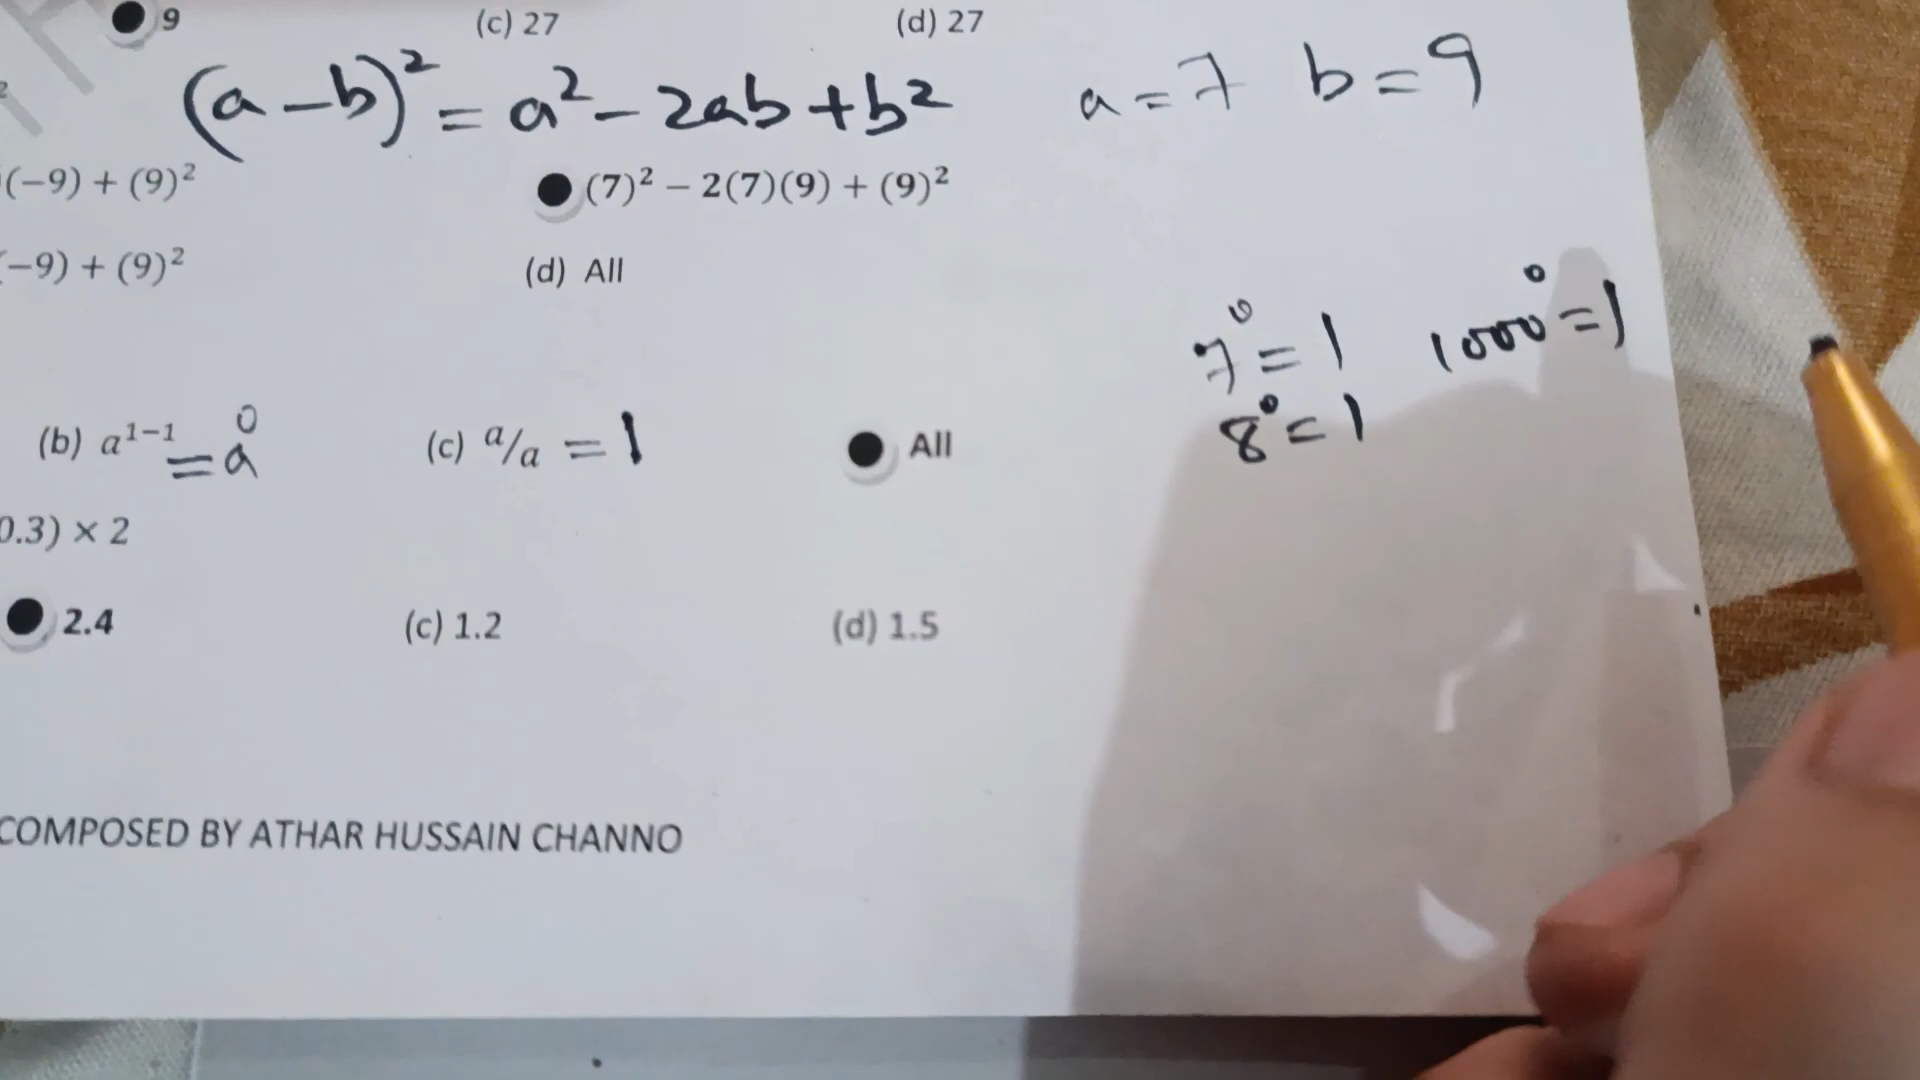 9 (c) 27 (d) 27
(a-b)² = a² - 2ab + b² a = 7 b = 9
(−9) + (9)² (7)² − 2(7)(9) + (9)²
−9) + (9)² (d) All
7⁰ = 1 1000⁰ = 1
8⁰ = 1
(b) a¹⁻¹ = a⁰ (c) a/a = 1 All
0.3) × 2
2.4 (c) 1.2 (d) 1.5
COMPOSED BY ATHAR HUSSAIN CHANNO